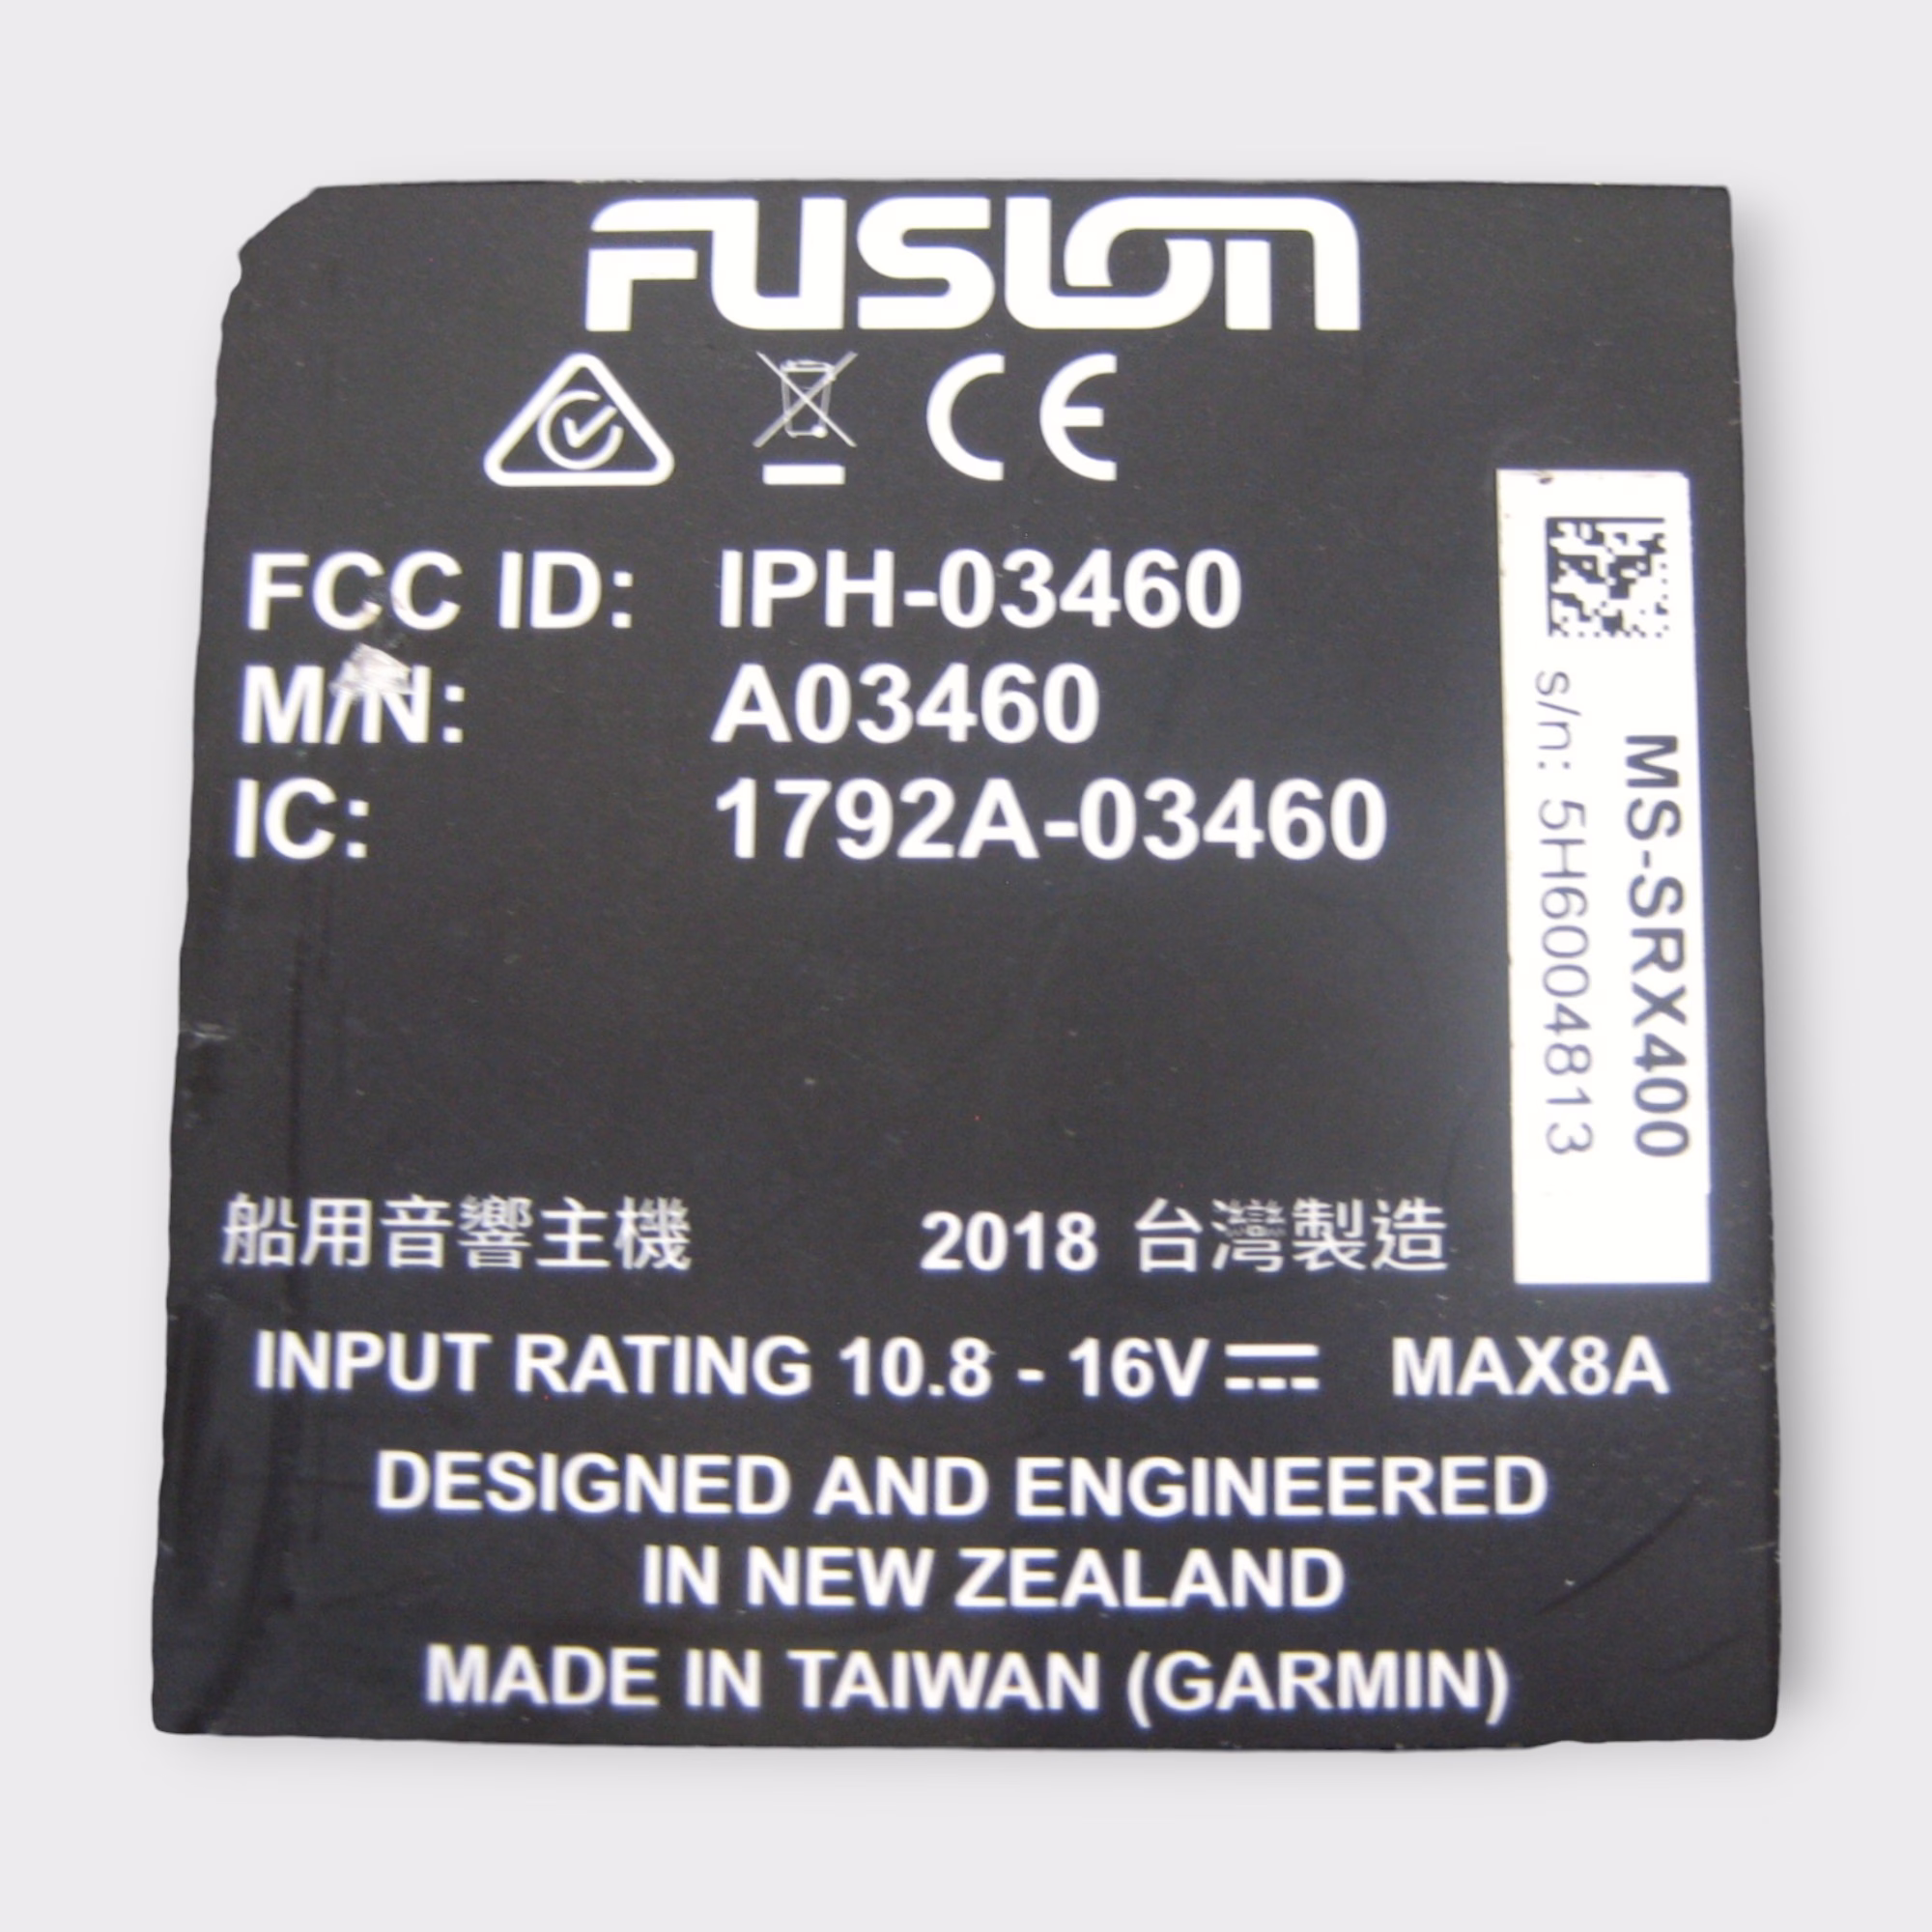 FUSION
CE
FCC ID: IPH-03460
M/N: A03460
IC: 1792A-03460
MS-SRX400
s/n: 5H6004813
船用音響主機 2018 台灣製造
INPUT RATING 10.8 - 16V⎓ MAX8A
DESIGNED AND ENGINEERED
IN NEW ZEALAND
MADE IN TAIWAN (GARMIN)